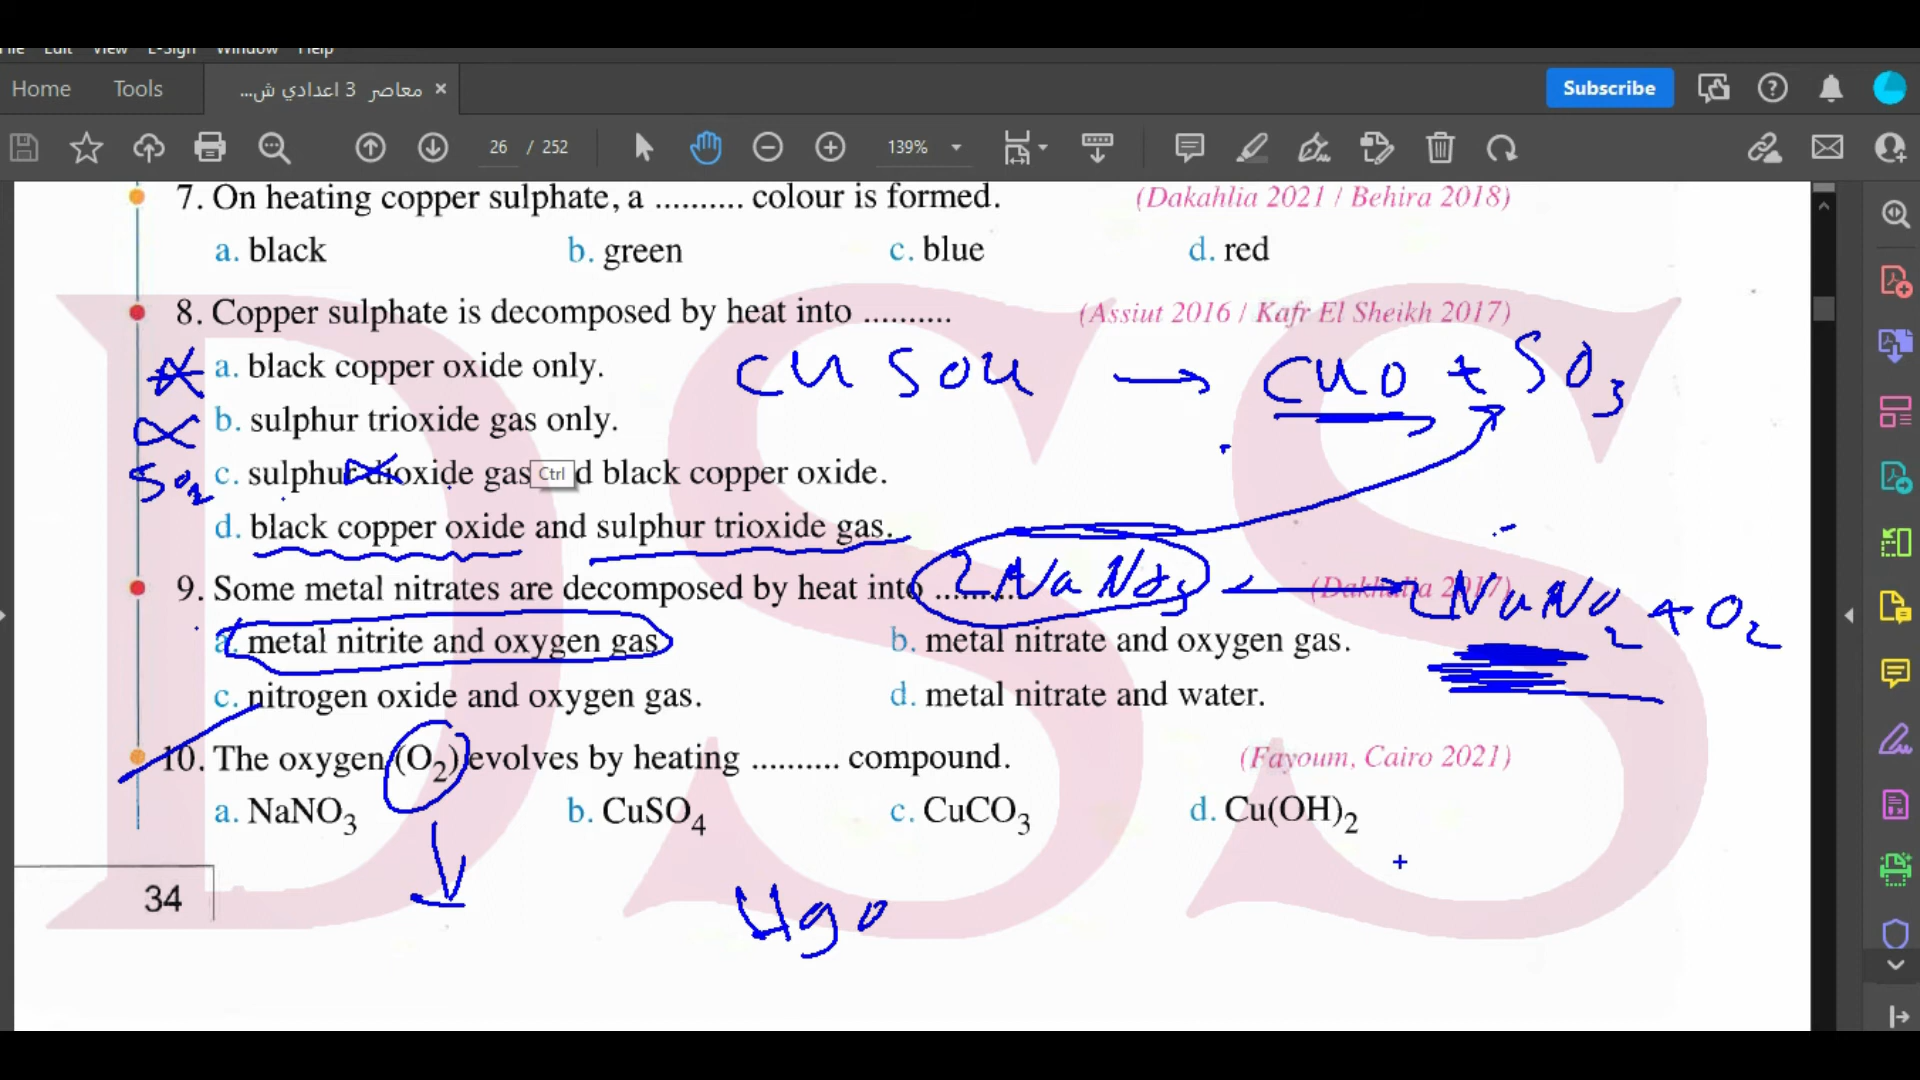 File Edit View E-Sign Window Help
Home Tools معاصر 3 اعدادي ش... × Subscribe
26 / 252 139%
7. On heating copper sulphate, a .......... colour is formed. (Dakahlia 2021 / Behira 2018)
a. black b. green c. blue d. red
8. Copper sulphate is decomposed by heat into .......... (Assiut 2016 / Kafr El Sheikh 2017)
a. black copper oxide only. CuSO4 → CuO + SO3
b. sulphur trioxide gas only.
SO2 c. sulphur dioxide gas Ctrl d black copper oxide.
d. black copper oxide and sulphur trioxide gas.
9. Some metal nitrates are decomposed by heat into .......... (Dakhalia 2017)
2NaNO3 2NaNO2 + O2
a. metal nitrite and oxygen gas b. metal nitrate and oxygen gas.
c. nitrogen oxide and oxygen gas. d. metal nitrate and water.
10. The oxygen (O2) evolves by heating .......... compound. (Fayoum, Cairo 2021)
a. NaNO3 b. CuSO4 c. CuCO3 d. Cu(OH)2
34
HgO
DSS